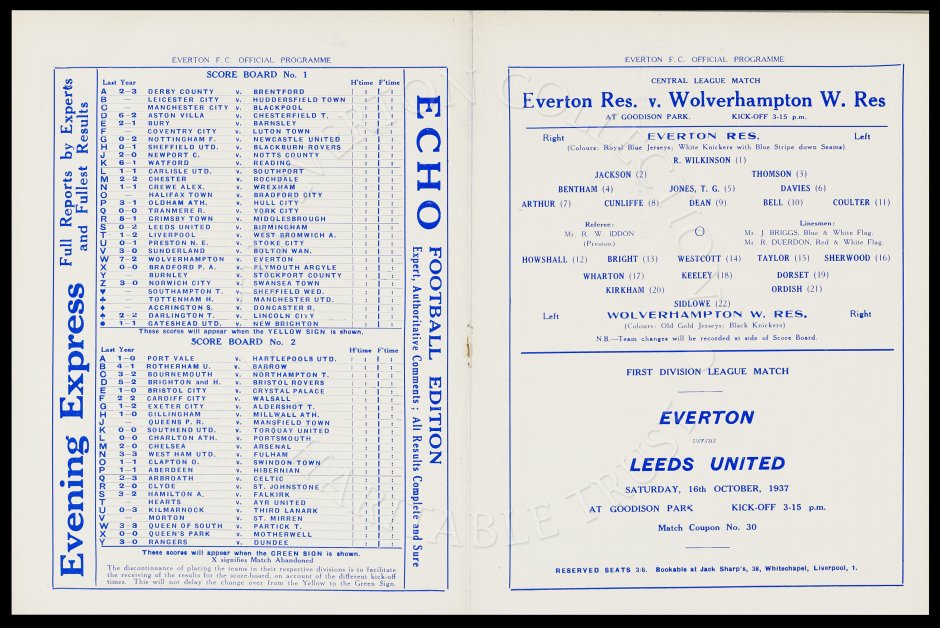 EVERTON F.C. OFFICIAL PROGRAMME
Evening Express
Full Reports by Experts
and Fullest Results
SCORE BOARD No. 1
Last Year H'time F'time
A 2—3 DERBY COUNTY v. BRENTFORD : :
B — LEICESTER CITY v. HUDDERSFIELD TOWN : :
C — MANCHESTER CITY v. BLACKPOOL : :
D 6—2 ASTON VILLA v. CHESTERFIELD T. : :
E 2—1 BURY v. BARNSLEY : :
F — COVENTRY CITY v. LUTON TOWN : :
G 0—2 NOTTINGHAM F. v. NEWCASTLE UNITED : :
H 0—1 SHEFFIELD UTD. v. BLACKBURN ROVERS : :
J 2—0 NEWPORT C. v. NOTTS COUNTY : :
K 6—1 WATFORD v. READING : :
L 1—1 CARLISLE UTD. v. SOUTHPORT : :
M 2—2 CHESTER v. ROCHDALE : :
N 1—1 CREWE ALEX. v. WREXHAM : :
O — HALIFAX TOWN v. BRADFORD CITY : :
P 3—1 OLDHAM ATH. v. HULL CITY : :
Q 0—0 TRANMERE R. v. YORK CITY : :
R 5—1 GRIMSBY TOWN v. MIDDLESBROUGH : :
S 0—2 LEEDS UNITED v. BIRMINGHAM : :
T 1—2 LIVERPOOL v. WEST BROMWICH A. : :
U 0—1 PRESTON N. E. v. STOKE CITY : :
V 3—0 SUNDERLAND v. BOLTON WAN. : :
W 7—2 WOLVERHAMPTON v. EVERTON : :
X 0—0 BRADFORD P. A. v. PLYMOUTH ARGYLE : :
Y — BURNLEY v. STOCKPORT COUNTY : :
Z 3—0 NORWICH CITY v. SWANSEA TOWN : :
♥ — SOUTHAMPTON T. v. SHEFFIELD WED. : :
♣ — TOTTENHAM H. v. MANCHESTER UTD. : :
♦ — ACCRINGTON S. v. DONCASTER R. : :
♠ 2—2 DARLINGTON T. v. LINCOLN CITY : :
● 1—1 GATESHEAD UTD. v. NEW BRIGHTON : :
These scores will appear when the YELLOW SIGN is shown.
SCORE BOARD No. 2
Last Year H'time F'time
A 1—0 PORT VALE v. HARTLEPOOLS UTD. : :
B 4—1 ROTHERHAM U. v. BARROW : :
C 3—2 BOURNEMOUTH v. NORTHAMPTON T. : :
D 5—2 BRIGHTON and H. v. BRISTOL ROVERS : :
E 1—0 BRISTOL CITY v. CRYSTAL PALACE : :
F 2—2 CARDIFF CITY v. WALSALL : :
G 1—2 EXETER CITY v. ALDERSHOT T. : :
H 1—0 GILLINGHAM v. MILLWALL ATH. : :
J — QUEENS P. R. v. MANSFIELD TOWN : :
K 0—0 SOUTHEND UTD. v. TORQUAY UNITED : :
L 0—0 CHARLTON ATH. v. PORTSMOUTH : :
M 2—0 CHELSEA v. ARSENAL : :
N 3—3 WEST HAM UTD. v. FULHAM : :
O 1—1 CLAPTON O. v. SWINDON TOWN : :
P 1—1 ABERDEEN v. HIBERNIAN : :
Q 2—3 ARBROATH v. CELTIC : :
R 2—0 CLYDE v. ST. JOHNSTONE : :
S 3—2 HAMILTON A. v. FALKIRK : :
T — HEARTS v. AYR UNITED : :
U 0—3 KILMARNOCK v. THIRD LANARK : :
V — MORTON v. ST. MIRREN : :
W 3—3 QUEEN OF SOUTH v. PARTICK T. : :
X 0—0 QUEEN'S PARK v. MOTHERWELL : :
Y 3—0 RANGERS v. DUNDEE : :
These scores will appear when the GREEN SIGN is shown.
X signifies Match Abandoned
The discontinuance of placing the teams in their respective divisions is to facilitate
the receiving of the results for the score-board, on account of the different kick-off
times. This will not delay the change over from the Yellow to the Green Sign.
ECHO FOOTBALL EDITION
Expert, Authoritative Comments; All Results Complete and Sure
EVERTON F.C. OFFICIAL PROGRAMME
CENTRAL LEAGUE MATCH
Everton Res. v. Wolverhampton W. Res
AT GOODISON PARK. KICK-OFF 3-15 p.m.
Right EVERTON RES. Left
(Colours: Royal Blue Jerseys; White Knickers with Blue Stripe down Seams)
R. WILKINSON (1)
JACKSON (2) THOMSON (3)
BENTHAM (4) JONES, T. G. (5) DAVIES (6)
ARTHUR (7) CUNLIFFE (8) DEAN (9) BELL (10) COULTER (11)
Referee: Linesmen:
Mr. R. W. IDDON O Mr. J. BRIGGS, Blue & White Flag.
(Preston) Mr. R. DUERDON, Red & White Flag.
HOWSHALL (12) BRIGHT (13) WESTCOTT (14) TAYLOR (15) SHERWOOD (16)
WHARTON (17) KEELEY (18) DORSET (19)
KIRKHAM (20) ORDISH (21)
SIDLOWE (22)
Left WOLVERHAMPTON W. RES. Right
(Colours: Old Gold Jerseys; Black Knickers)
N.B.—Team changes will be recorded at side of Score Board.
FIRST DIVISION LEAGUE MATCH
EVERTON
versus
LEEDS UNITED
SATURDAY, 16th OCTOBER, 1937
AT GOODISON PARK KICK-OFF 3-15 p.m.
Match Coupon No. 30
RESERVED SEATS 3/6. Bookable at Jack Sharp's, 38, Whitechapel, Liverpool, 1.